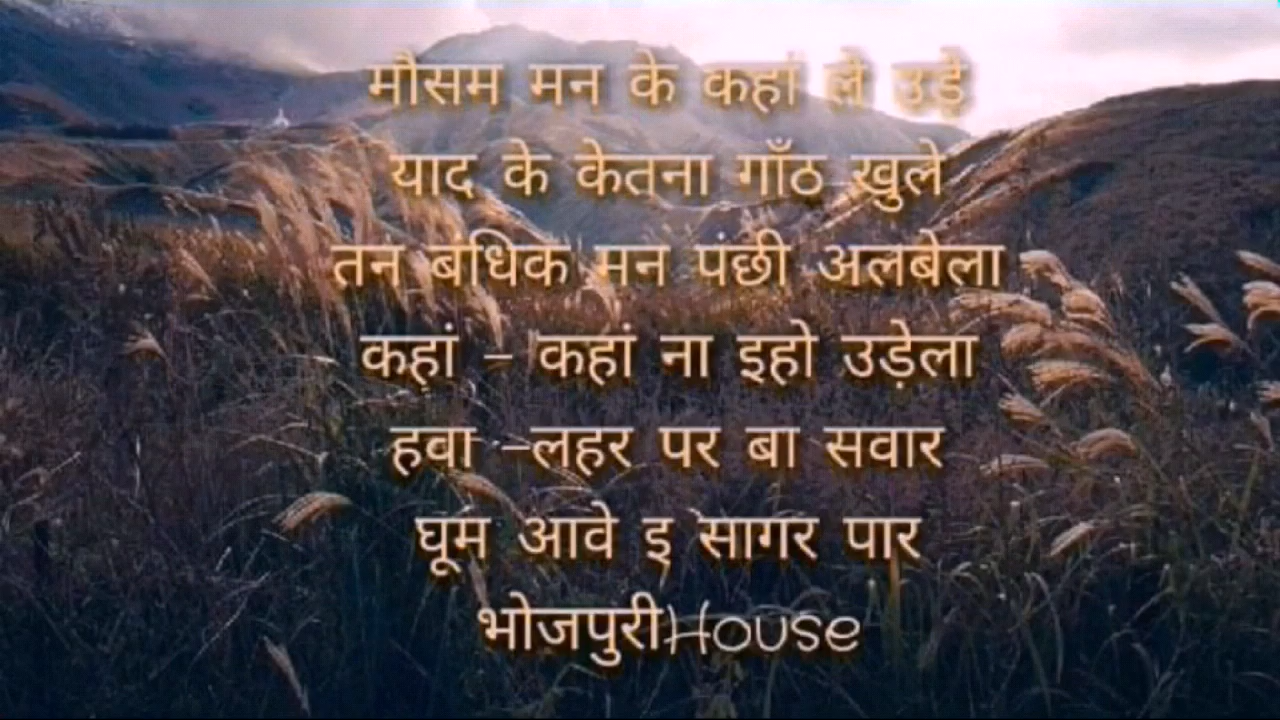 मौसम मन के कहां ले उड़े
याद के केतना गाँठ खुले
तन बंधिक मन पंछी अलबेला
कहां - कहां ना इहो उड़ेला
हवा -लहर पर बा सवार
घूम आवे इ सागर पार
भोजपुरीHouse